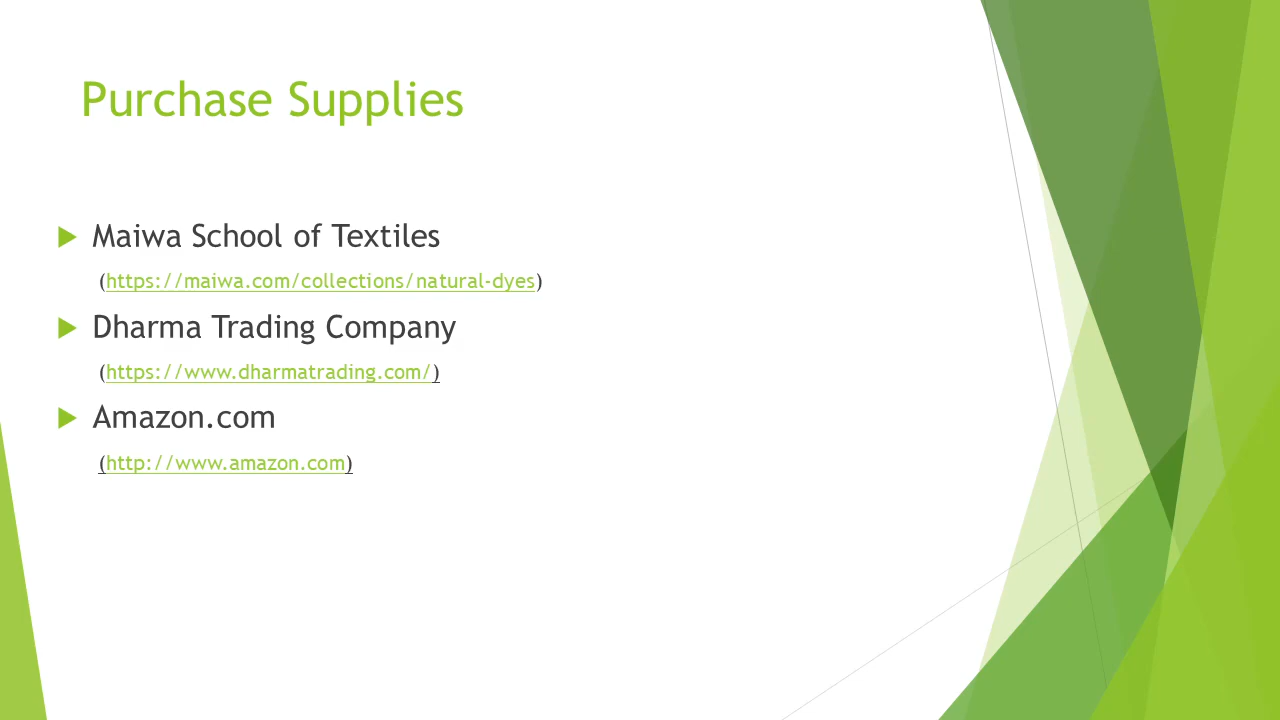 Purchase Supplies
Maiwa School of Textiles
(https://maiwa.com/collections/natural-dyes)
Dharma Trading Company
(https://www.dharmatrading.com/)
Amazon.com
(http://www.amazon.com)